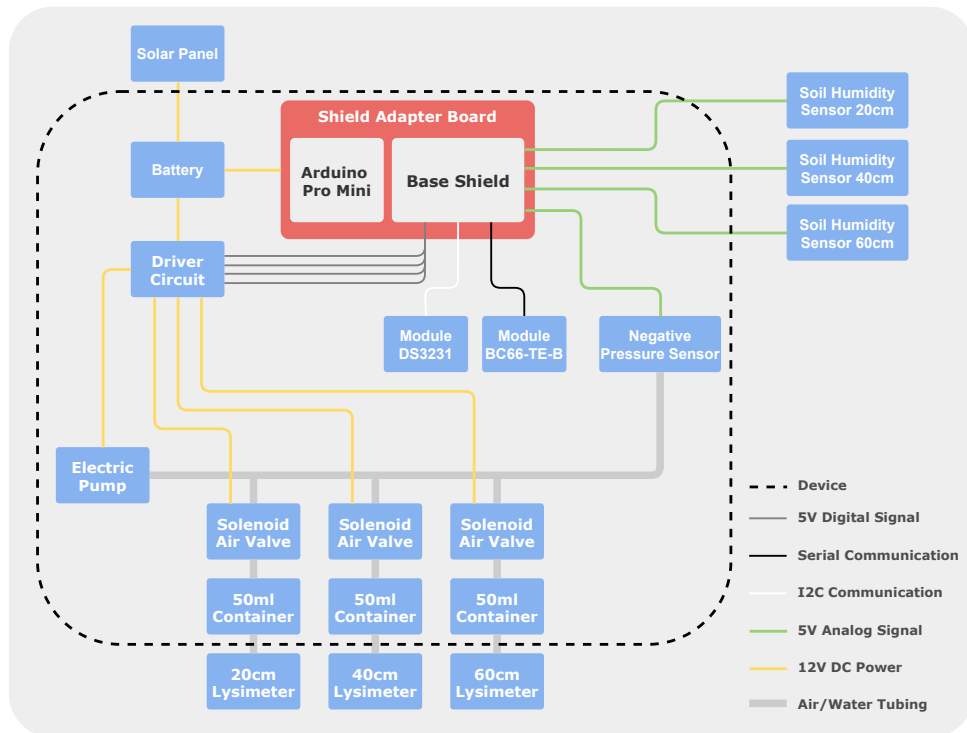 Solar Panel
Shield Adapter Board
Soil Humidity
Sensor 20cm
Battery
Arduino
Pro Mini
Base Shield
Soil Humidity
Sensor 40cm
Soil Humidity
Sensor 60cm
Driver
Circuit
Module
DS3231
Module
BC66-TE-B
Negative
Pressure Sensor
Electric
Pump
Solenoid
Air Valve
Solenoid
Air Valve
Solenoid
Air Valve
50ml
Container
50ml
Container
50ml
Container
20cm
Lysimeter
40cm
Lysimeter
60cm
Lysimeter
Device
5V Digital Signal
Serial Communication
I2C Communication
5V Analog Signal
12V DC Power
Air/Water Tubing